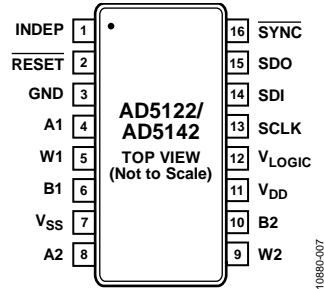 INDEP 1
RESET 2
GND 3
A1 4
W1 5
B1 6
VSS 7
A2 8
AD5122/
AD5142
TOP VIEW
(Not to Scale)
16 SYNC
15 SDO
14 SDI
13 SCLK
12 VLOGIC
11 VDD
10 B2
9 W2
10880-007